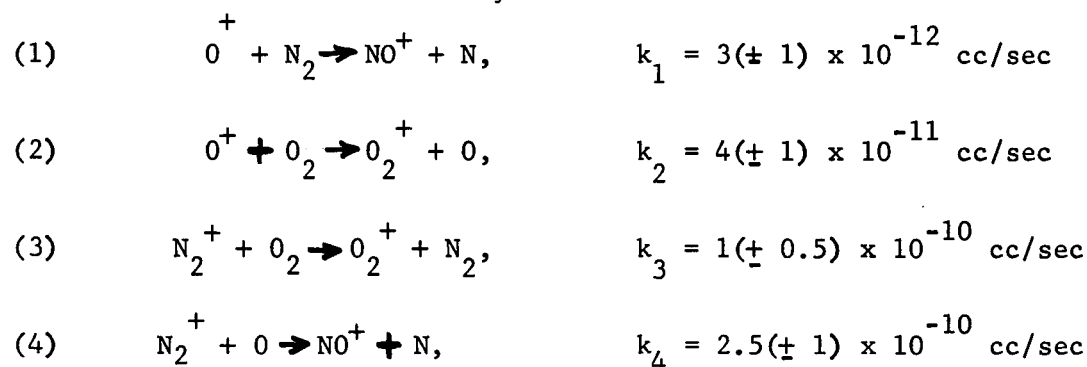 (1) O⁺ + N₂ → NO⁺ + N, k₁ = 3(± 1) x 10⁻¹² cc/sec
(2) O⁺ + O₂ → O₂⁺ + O, k₂ = 4(± 1) x 10⁻¹¹ cc/sec
(3) N₂⁺ + O₂ → O₂⁺ + N₂, k₃ = 1(± 0.5) x 10⁻¹⁰ cc/sec
(4) N₂⁺ + O → NO⁺ + N, k₄ = 2.5(± 1) x 10⁻¹⁰ cc/sec